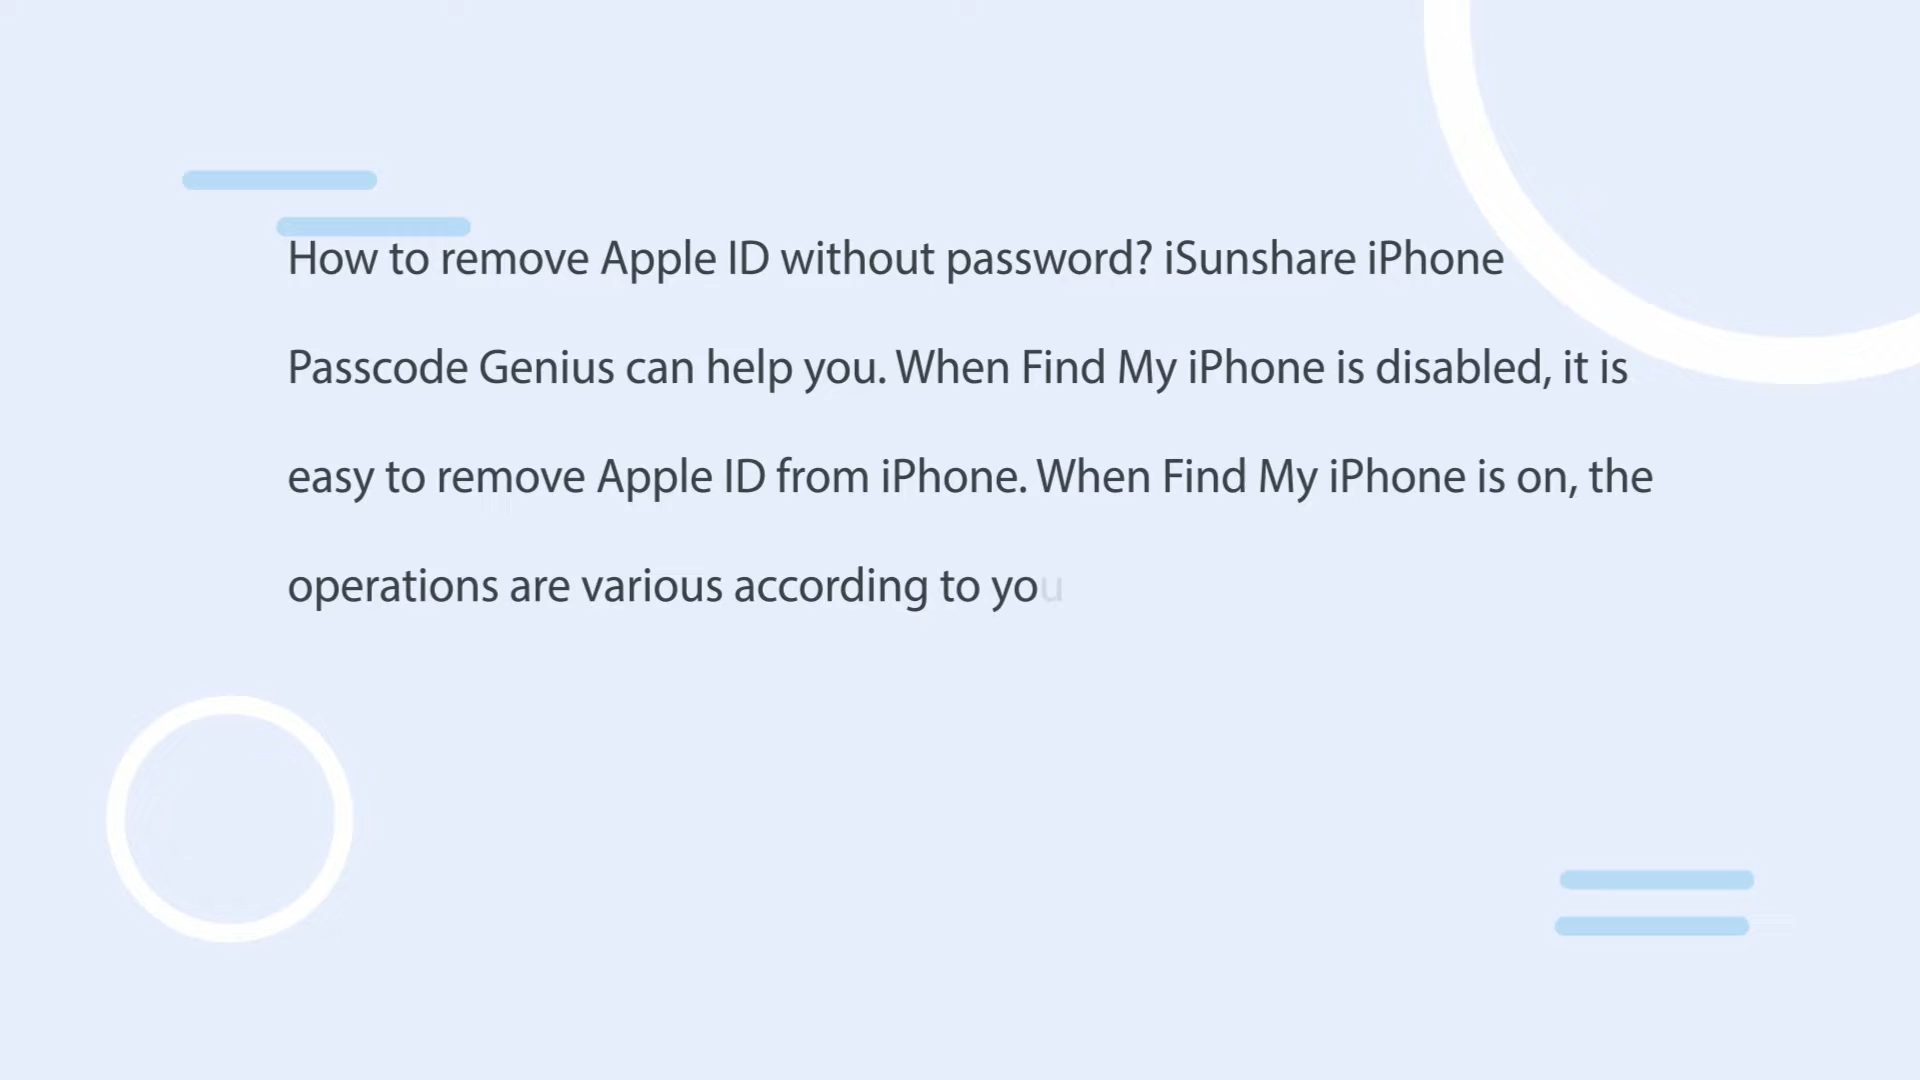 How to remove Apple ID without password? iSunshare iPhone
Passcode Genius can help you. When Find My iPhone is disabled, it is
easy to remove Apple ID from iPhone. When Find My iPhone is on, the
operations are various according to you